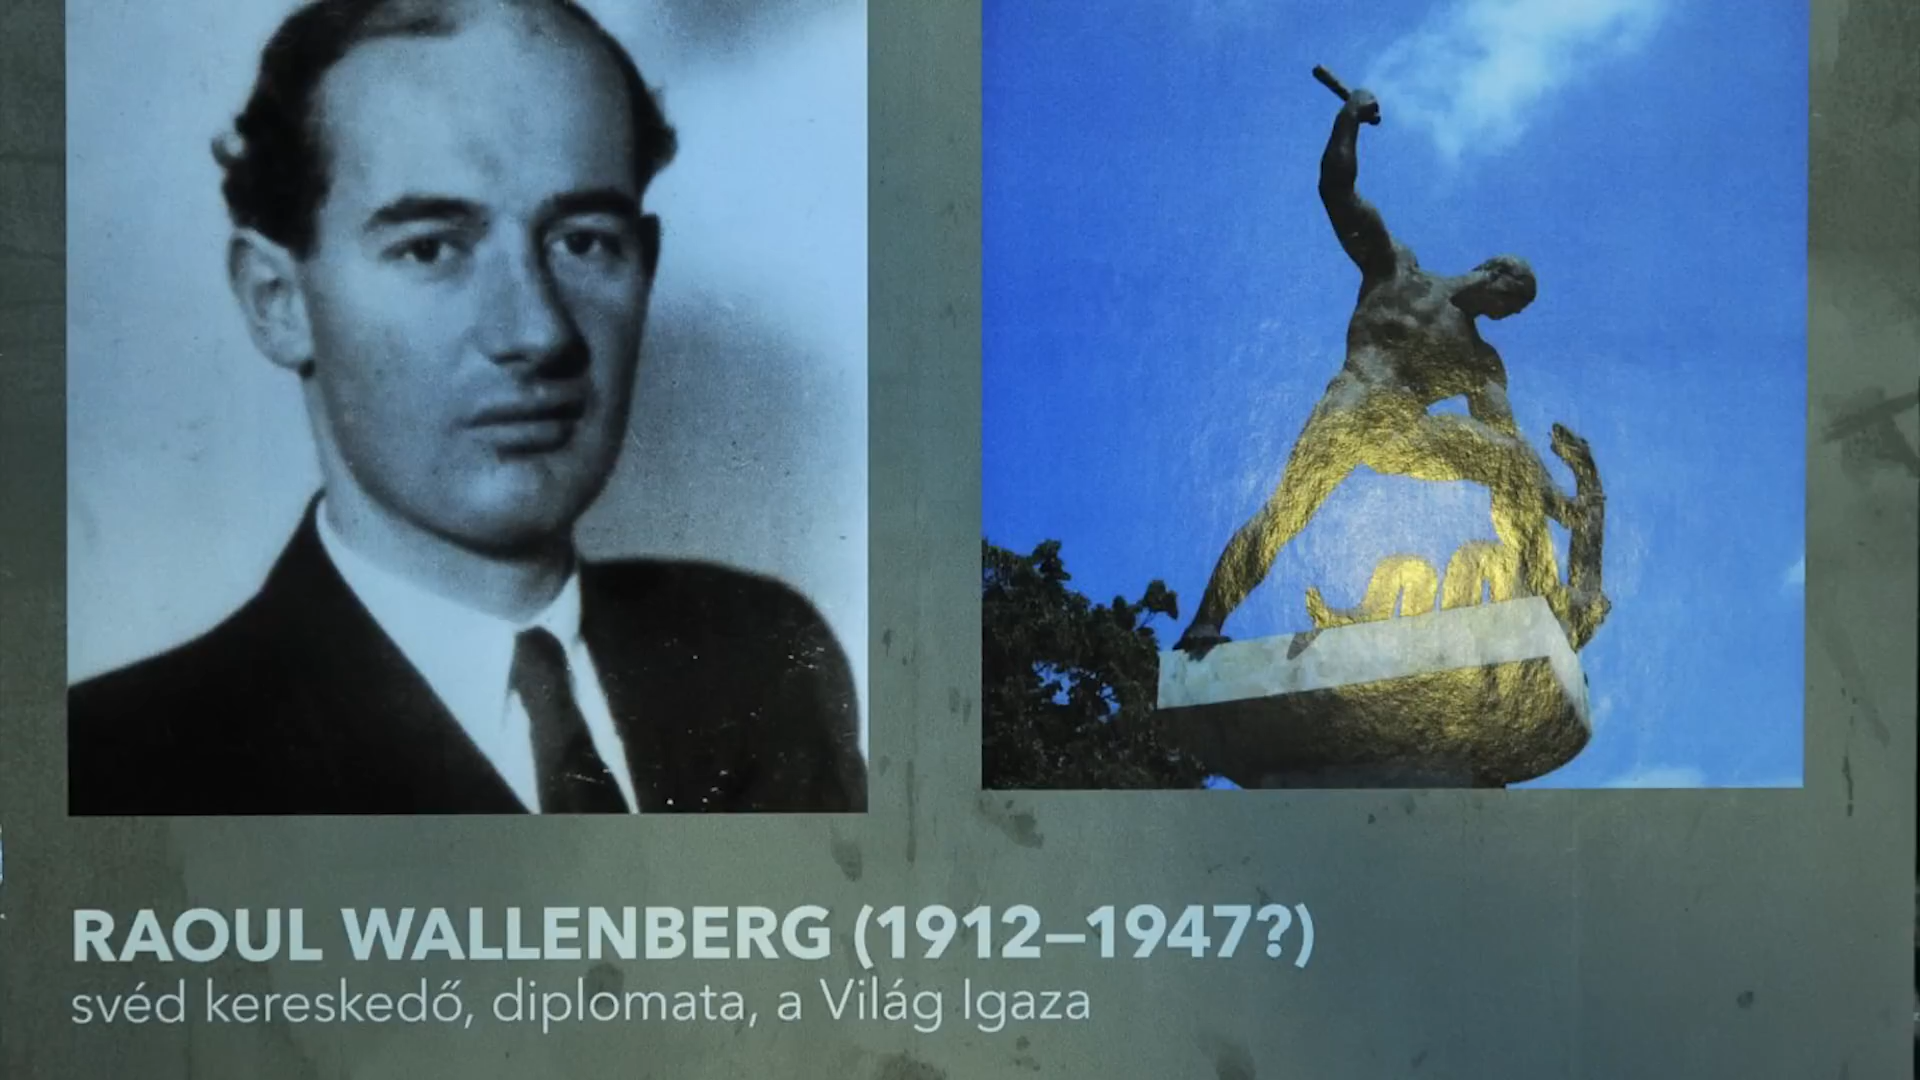 RAOUL WALLENBERG (1912–1947?)
svéd kereskedő, diplomata, a Világ Igaza